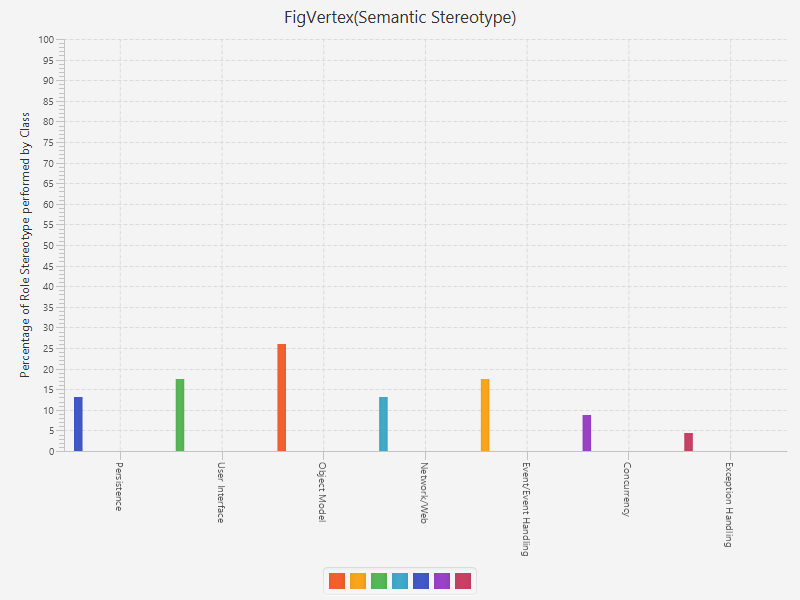 FigVertex(Semantic Stereotype)
Percentage of Role Stereotype performed by Class
100
95
90
85
80
75
70
65
60
55
50
45
40
35
30
25
20
15
10
5
0
Persistence
User Interface
Object Model
Network/Web
Event/Event Handling
Concurrency
Exception Handling